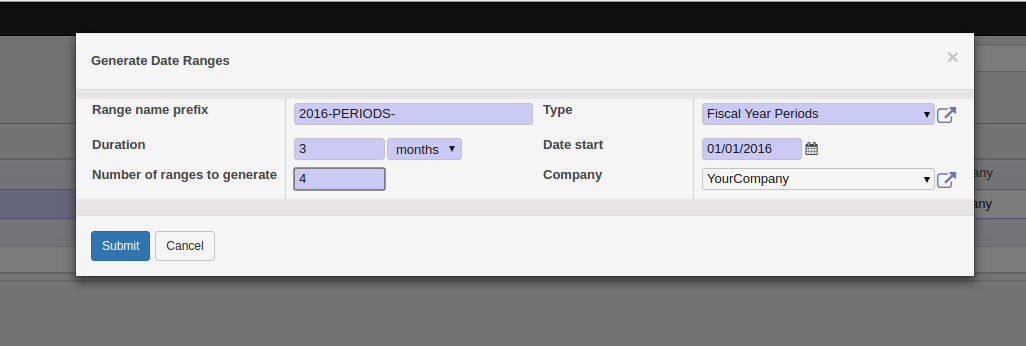 Generate Date Ranges ×
Range name prefix 2016-PERIODS- Type Fiscal Year Periods
Duration 3 months Date start 01/01/2016
Number of ranges to generate 4 Company YourCompany
any
any
Submit Cancel